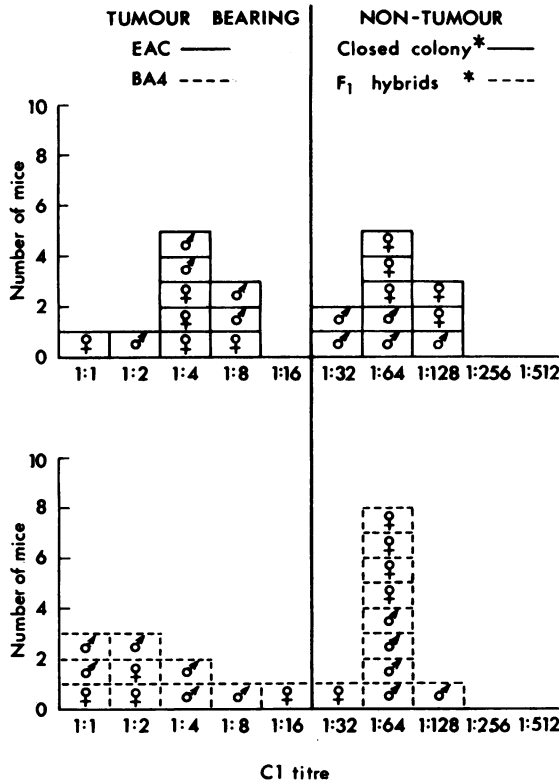 TUMOUR BEARING
EAC
BA4
NON-TUMOUR
Closed colony*
F1 hybrids *
Number of mice
10
8
6
4
2
0
1:1 1:2 1:4 1:8 1:16 1:32 1:64 1:128 1:256 1:512
Number of mice
10
8
6
4
2
0
1:1 1:2 1:4 1:8 1:16 1:32 1:64 1:128 1:256 1:512
C1 titre